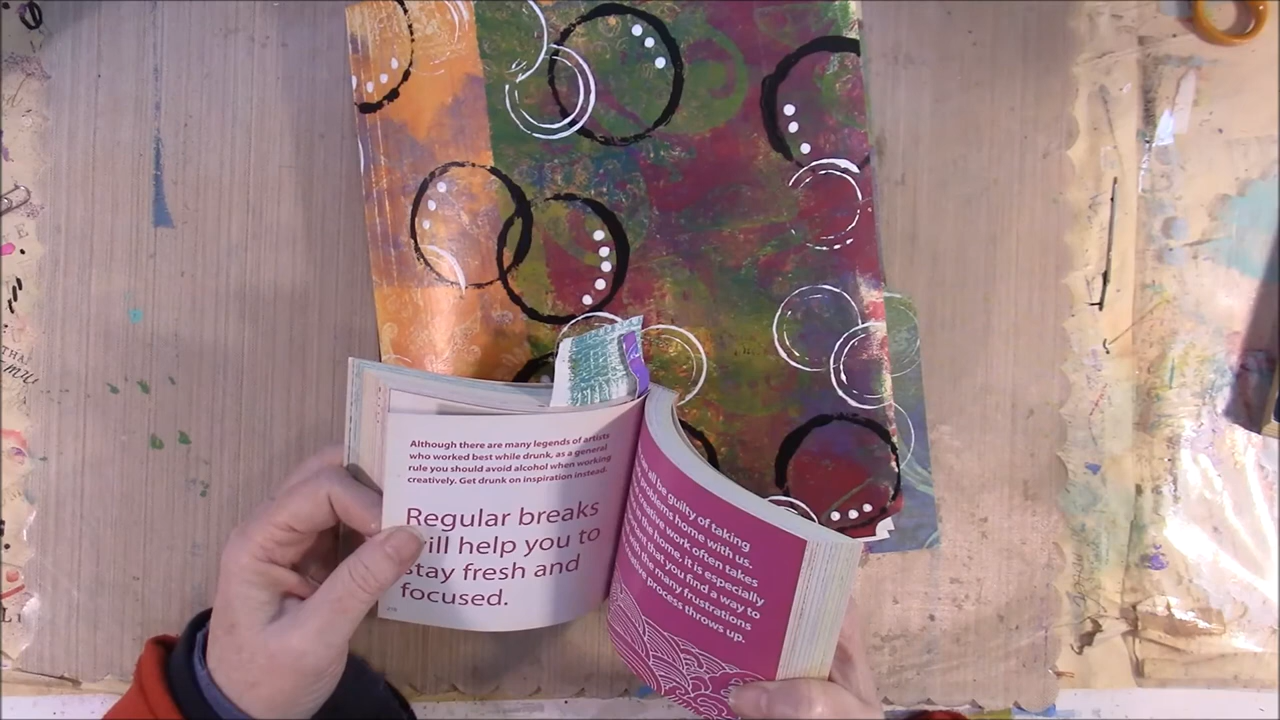 Although there are many legends of artists
who worked best while drunk, as a general
rule you should avoid alcohol when working
creatively. Get drunk on inspiration instead.
Regular breaks
will help you to
stay fresh and
focused.
all be guilty of taking
problems home with us.
creative work often takes
in the home, it is especially
that you find a way to
with the many frustrations
process throws up.